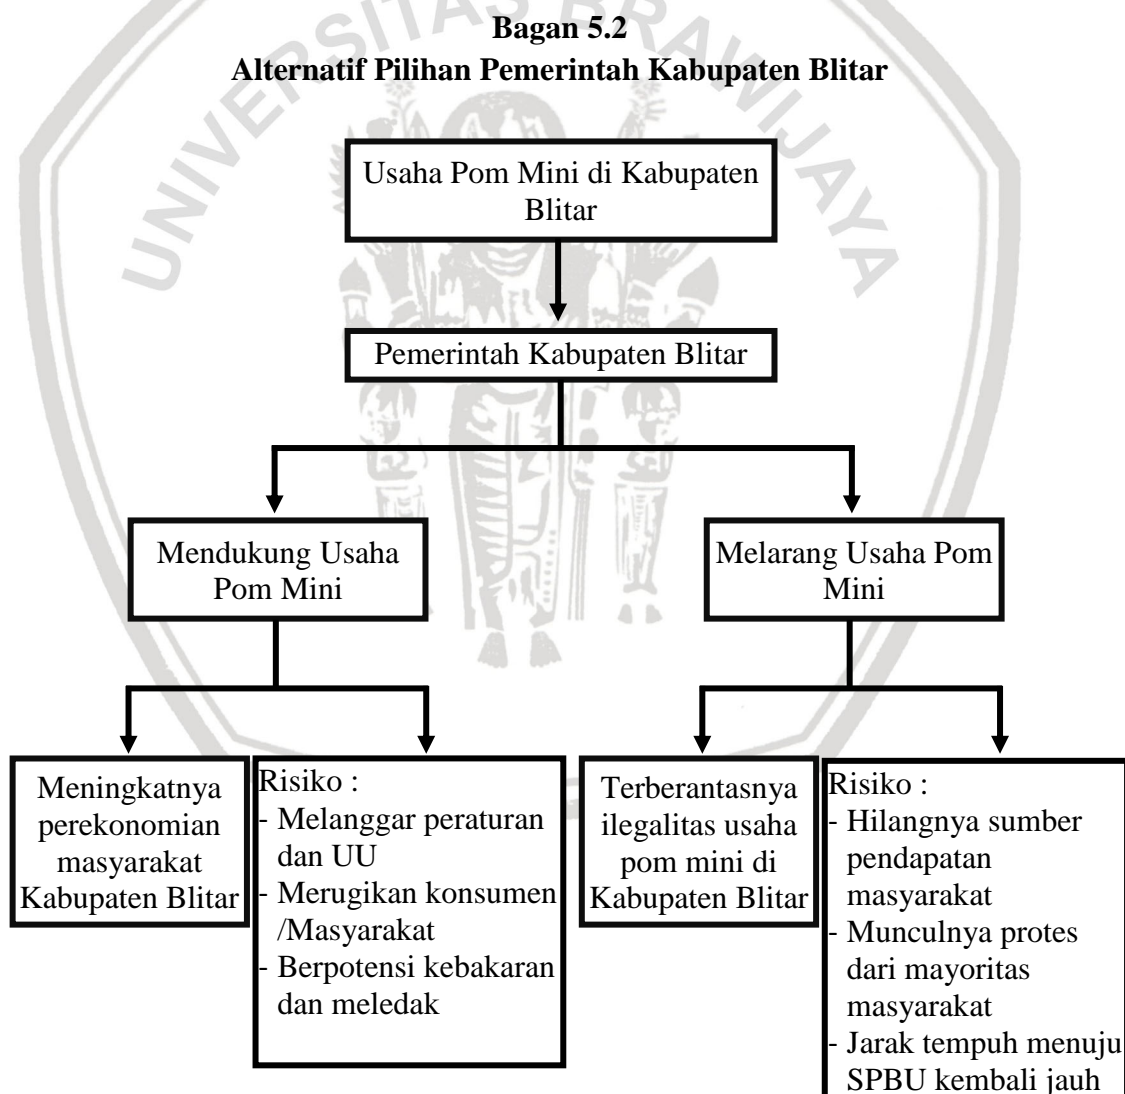 UNIVERSITAS BRAWIJAYA
Bagan 5.2
Alternatif Pilihan Pemerintah Kabupaten Blitar
Usaha Pom Mini di Kabupaten
Blitar
Pemerintah Kabupaten Blitar
Mendukung Usaha
Pom Mini
Melarang Usaha Pom
Mini
Meningkatnya
perekonomian
masyarakat
Kabupaten Blitar
Risiko :
- Melanggar peraturan
dan UU
- Merugikan konsumen
/Masyarakat
- Berpotensi kebakaran
dan meledak
Terberantasnya
ilegalitas usaha
pom mini di
Kabupaten Blitar
Risiko :
- Hilangnya sumber
pendapatan
masyarakat
- Munculnya protes
dari mayoritas
masyarakat
- Jarak tempuh menuju
SPBU kembali jauh